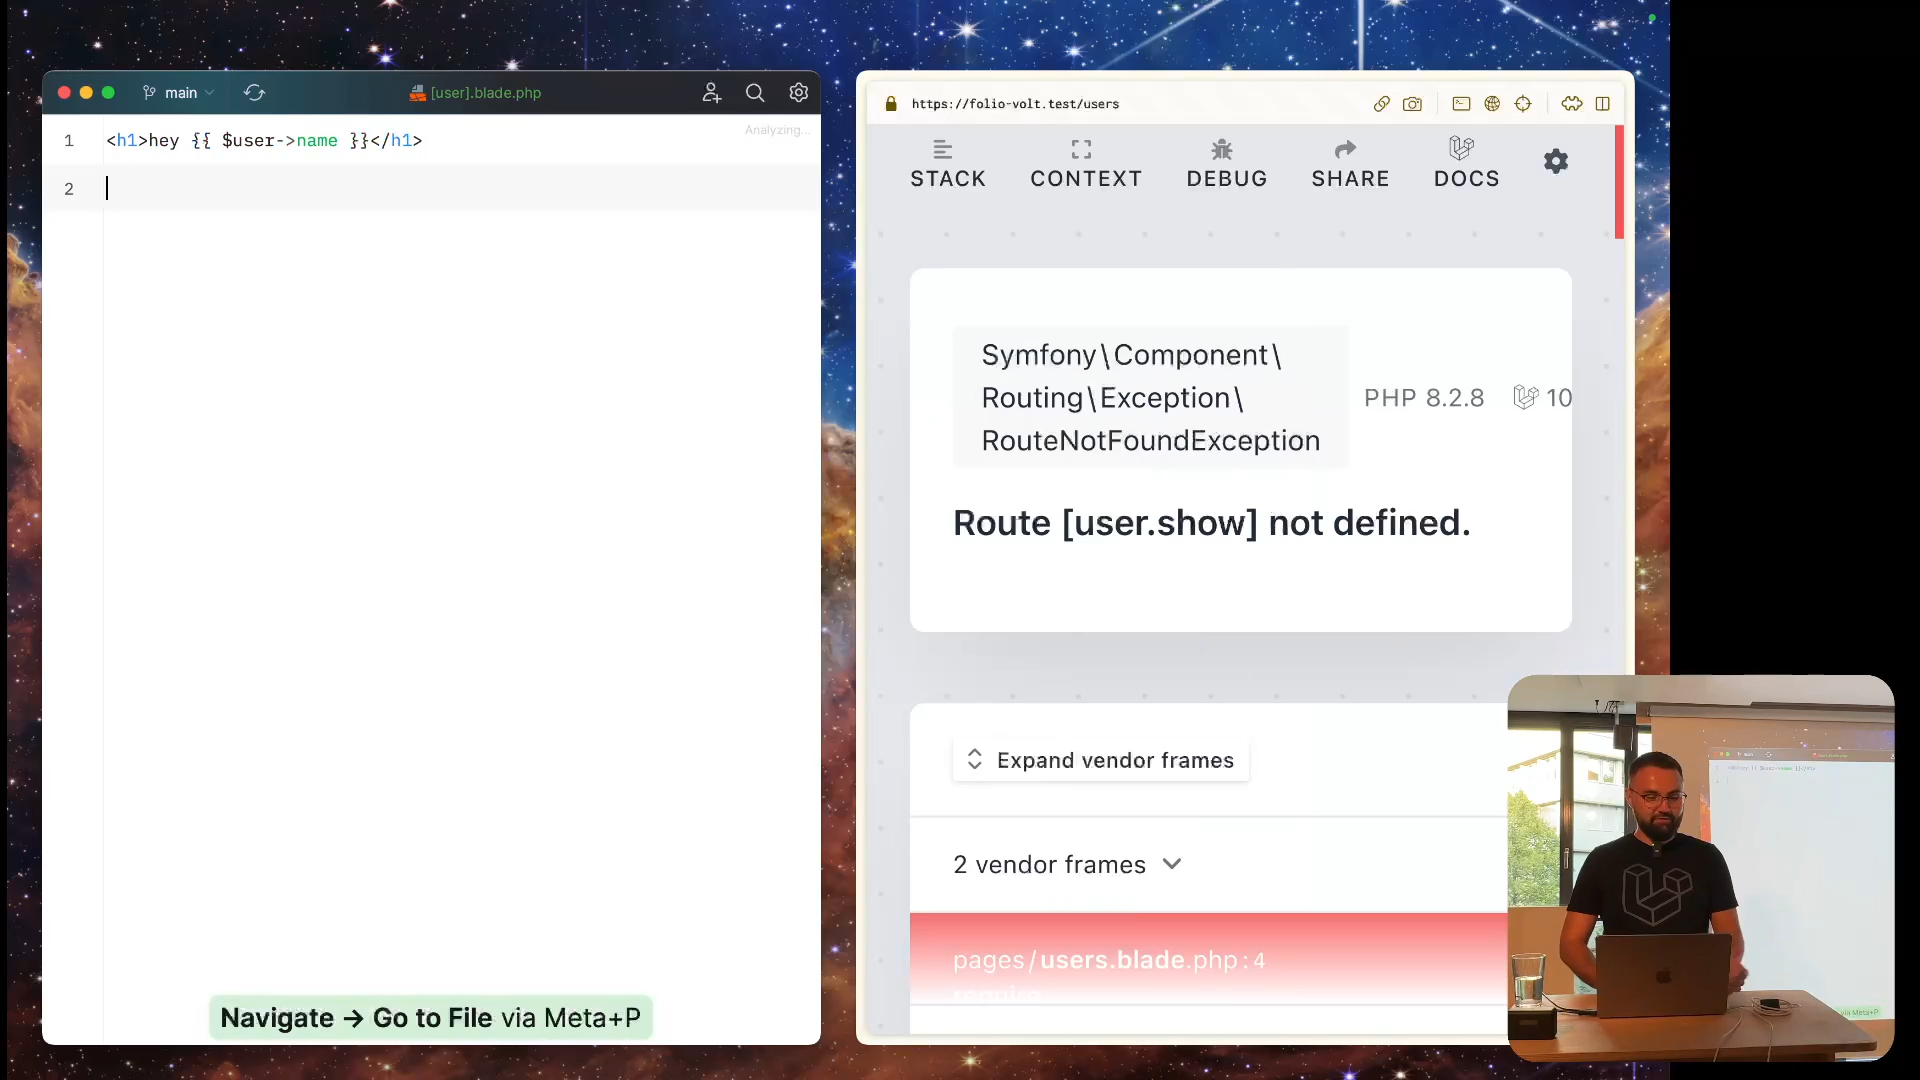 main
[user].blade.php
1 <h1>hey {{ $user->name }}</h1>
Analyzing...
2
Navigate → Go to File via Meta+P
https://folio-volt.test/users
STACK
CONTEXT
DEBUG
SHARE
DOCS
Symfony\Component\
Routing\Exception\
RouteNotFoundException
PHP 8.2.8
10
Route [user.show] not defined.
Expand vendor frames
2 vendor frames
pages/users.blade.php:4
via Meta+P